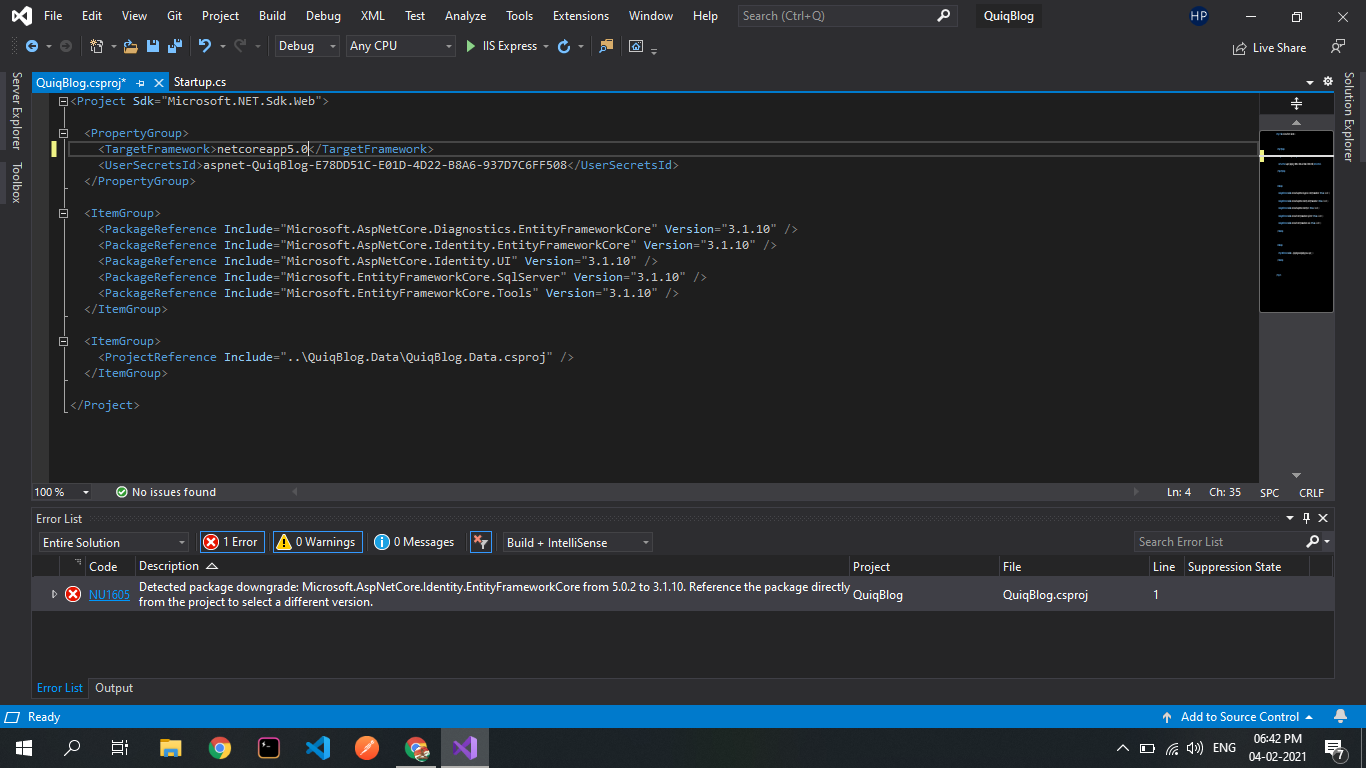 File Edit View Git Project Build Debug XML Test Analyze Tools Extensions Window Help Search (Ctrl+Q) QuiqBlog HP
Debug Any CPU IIS Express Live Share
QuiqBlog.csproj* Startup.cs
Server Explorer
Toolbox
Solution Explorer
<Project Sdk="Microsoft.NET.Sdk.Web">
<PropertyGroup>
<TargetFramework>netcoreapp5.0</TargetFramework>
<UserSecretsId>aspnet-QuiqBlog-E78DD51C-E01D-4D22-B8A6-937D7C6FF508</UserSecretsId>
</PropertyGroup>
<ItemGroup>
<PackageReference Include="Microsoft.AspNetCore.Diagnostics.EntityFrameworkCore" Version="3.1.10" />
<PackageReference Include="Microsoft.AspNetCore.Identity.EntityFrameworkCore" Version="3.1.10" />
<PackageReference Include="Microsoft.AspNetCore.Identity.UI" Version="3.1.10" />
<PackageReference Include="Microsoft.EntityFrameworkCore.SqlServer" Version="3.1.10" />
<PackageReference Include="Microsoft.EntityFrameworkCore.Tools" Version="3.1.10" />
</ItemGroup>
<ItemGroup>
<ProjectReference Include="..\QuiqBlog.Data\QuiqBlog.Data.csproj" />
</ItemGroup>
</Project>
100 % No issues found Ln: 4 Ch: 35 SPC CRLF
Error List
Entire Solution 1 Error 0 Warnings 0 Messages Build + IntelliSense Search Error List
Code Description Project File Line Suppression State
NU1605 Detected package downgrade: Microsoft.AspNetCore.Identity.EntityFrameworkCore from 5.0.2 to 3.1.10. Reference the package directly QuiqBlog QuiqBlog.csproj 1
from the project to select a different version.
Error List Output
Ready Add to Source Control
ENG 06:42 PM
04-02-2021 7